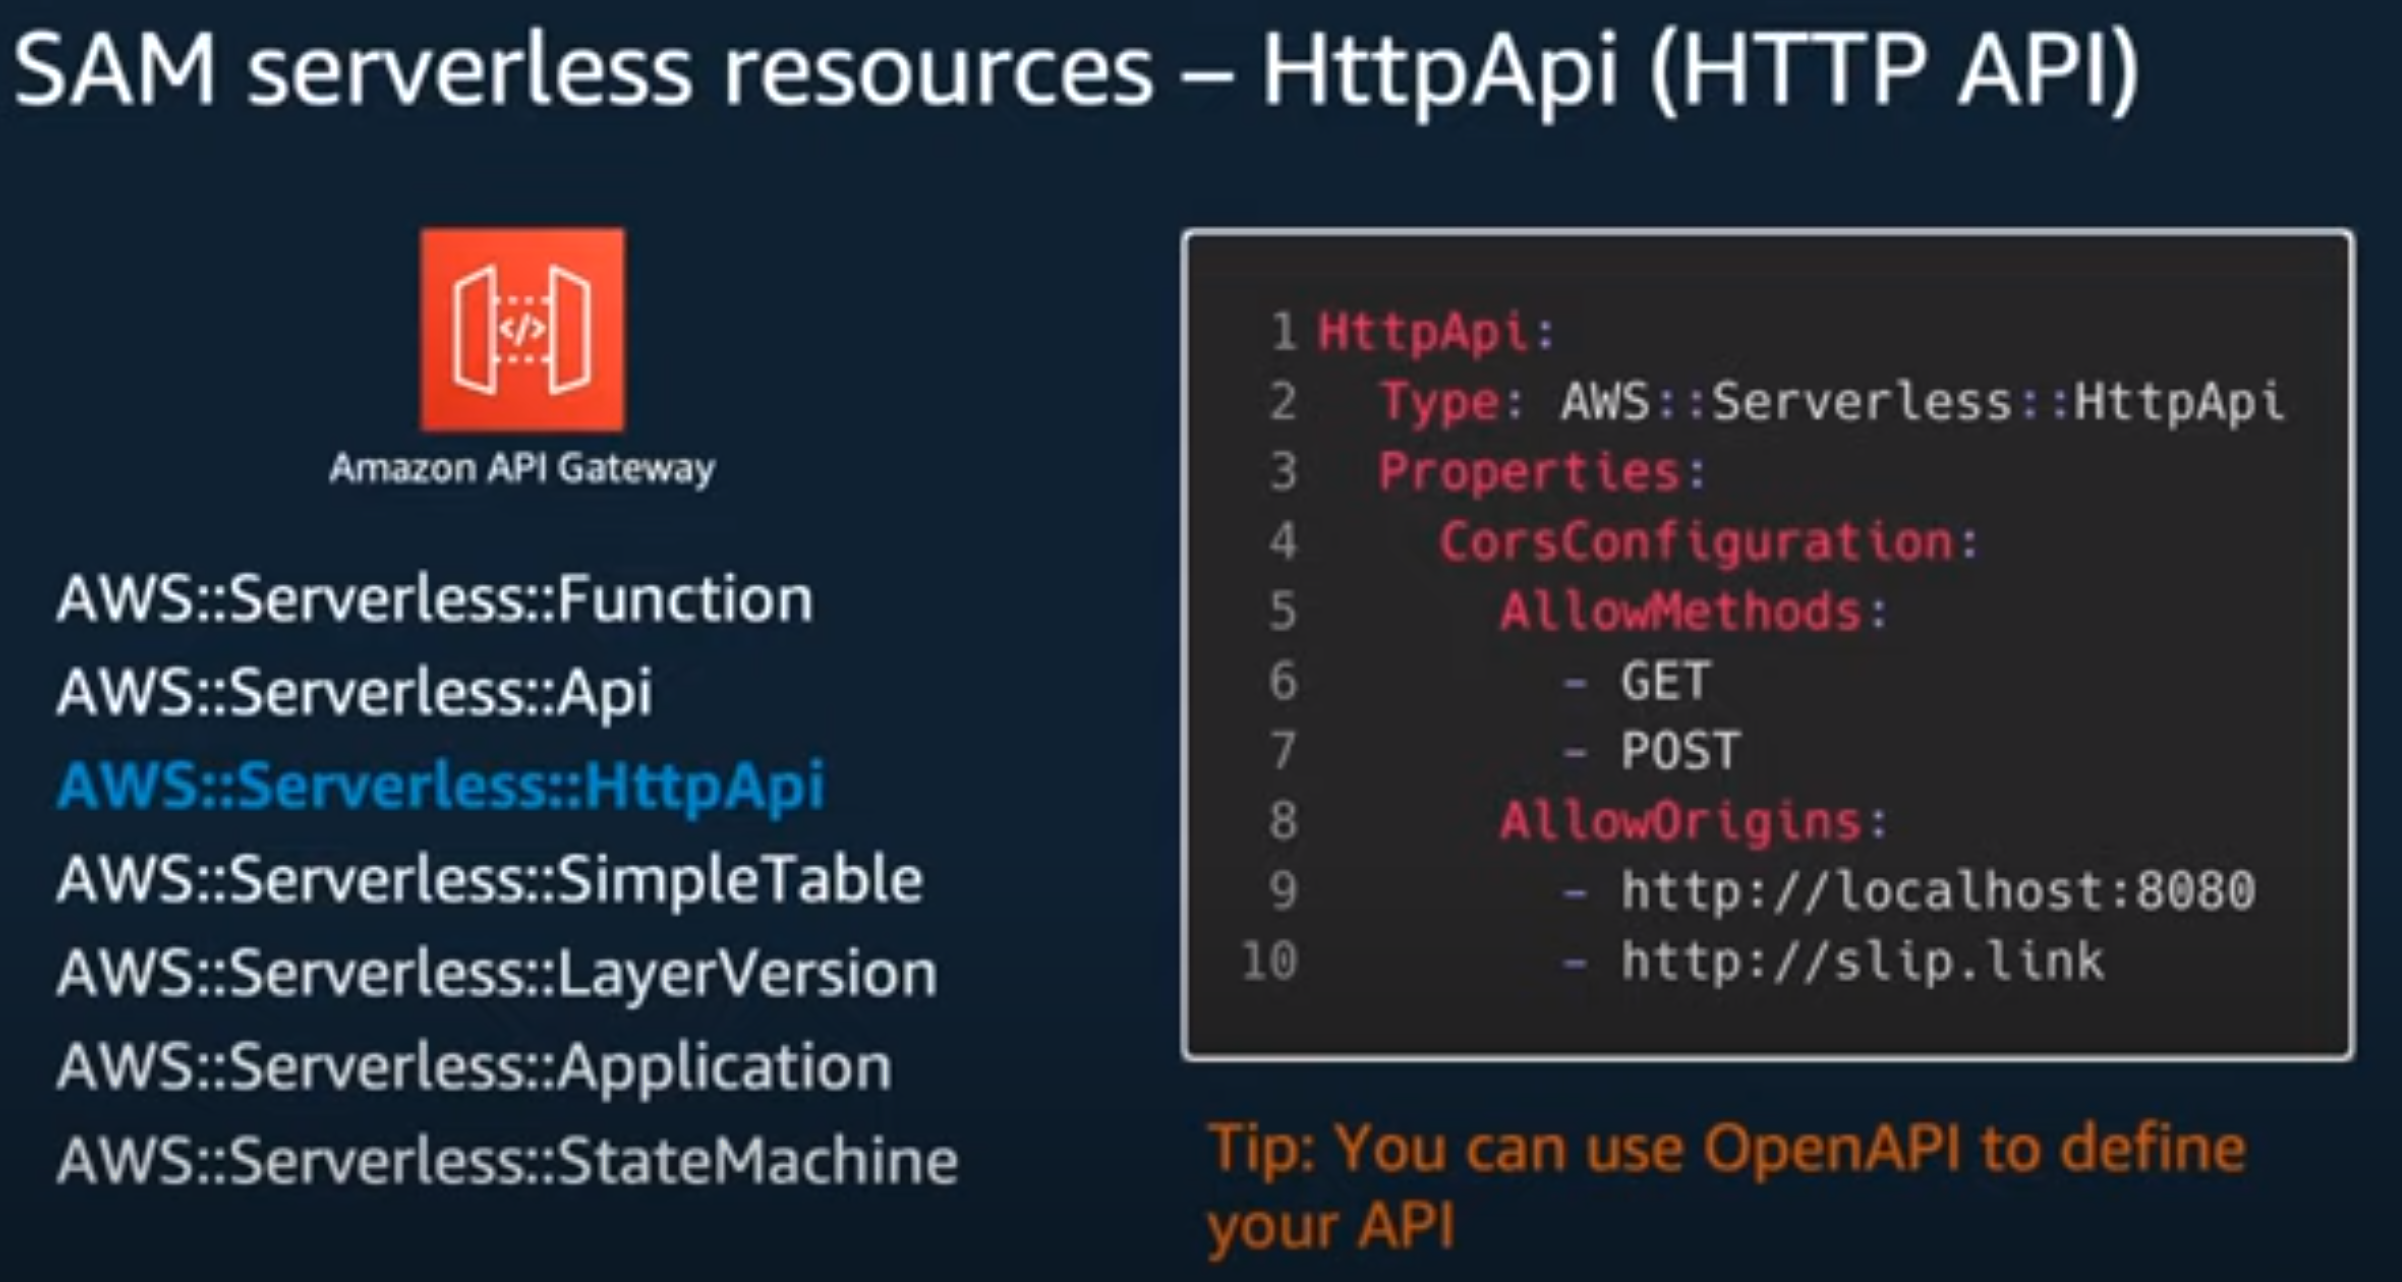 SAM serverless resources – HttpApi (HTTP API)
</>
Amazon API Gateway
AWS::Serverless::Function
AWS::Serverless::Api
AWS::Serverless::HttpApi
AWS::Serverless::SimpleTable
AWS::Serverless::LayerVersion
AWS::Serverless::Application
AWS::Serverless::StateMachine
1 HttpApi:
2   Type: AWS::Serverless::HttpApi
3   Properties:
4     CorsConfiguration:
5       AllowMethods:
6         - GET
7         - POST
8       AllowOrigins:
9         - http://localhost:8080
10         - http://slip.link
Tip: You can use OpenAPI to define
your API